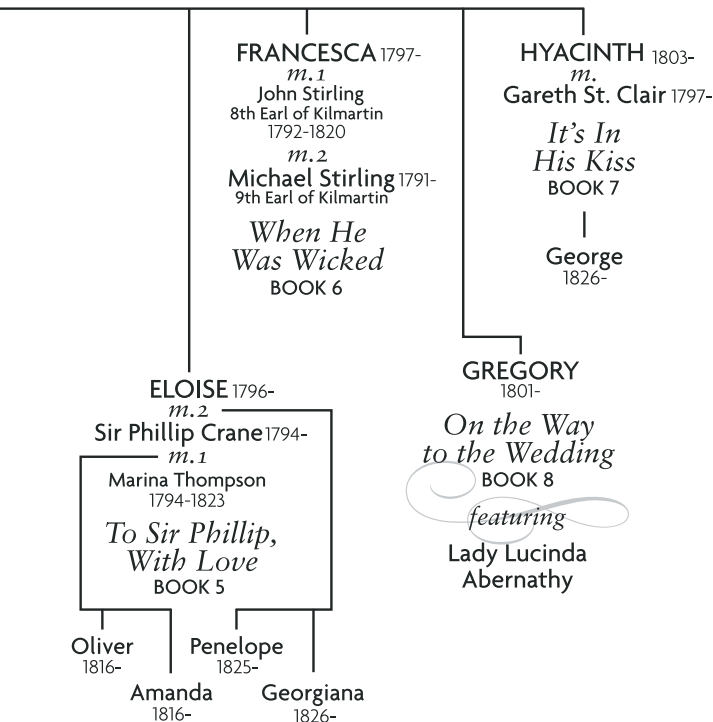 FRANCESCA 1797-
m.1
John Stirling
8th Earl of Kilmartin
1792-1820
m.2
Michael Stirling 1791-
9th Earl of Kilmartin
When He
Was Wicked
BOOK 6
HYACINTH 1803-
m.
Gareth St. Clair 1797-
It's In
His Kiss
BOOK 7
George
1826-
ELOISE 1796-
m.2
Sir Phillip Crane 1794-
m.1
Marina Thompson
1794-1823
To Sir Phillip,
With Love
BOOK 5
Oliver
1816-
Amanda
1816-
Penelope
1825-
Georgiana
1826-
GREGORY
1801-
On the Way
to the Wedding
BOOK 8
featuring
Lady Lucinda
Abernathy